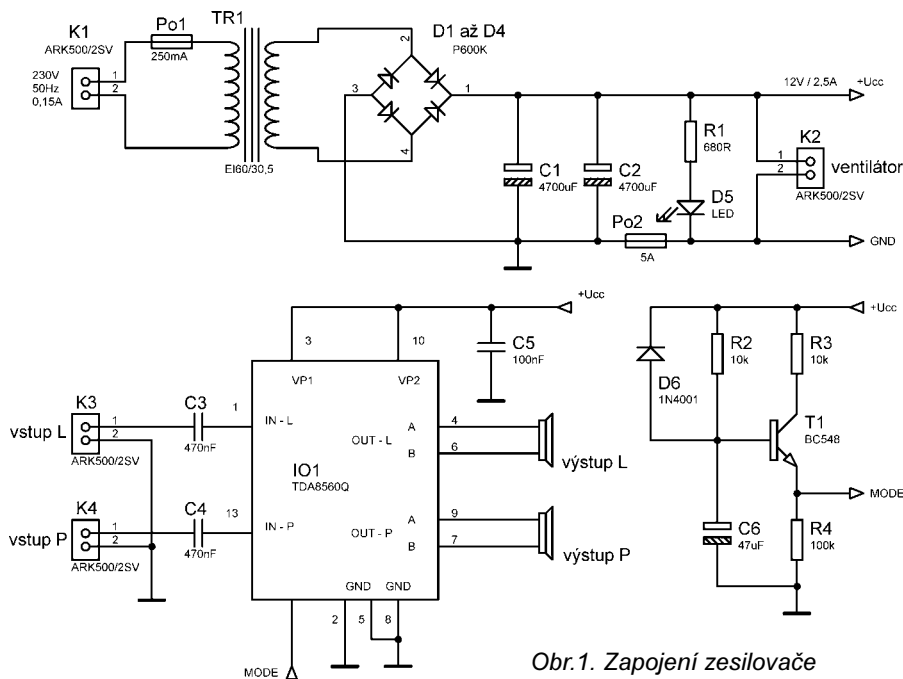 K1
ARK500/2SV
230V
50Hz
0,15A
1
2
Po1
250mA
TR1
EI60/30,5
D1 až D4
P600K
2
3
1
4
C1
4700uF
C2
4700uF
R1
680R
D5
LED
Po2
5A
12V / 2,5A
+Ucc
K2
1
2
ventilátor
ARK500/2SV
GND
+Ucc
C5
100nF
3
10
VP1
VP2
K3
vstup L
1
2
ARK500/2SV
C3
470nF
1
IN - L
K4
vstup P
1
2
ARK500/2SV
C4
470nF
13
IN - P
IO1
TDA8560Q
OUT - L
A
B
4
6
výstup L
OUT - P
A
B
9
7
výstup P
GND
GND
2
5
8
MODE
+Ucc
D6
1N4001
R2
10k
R3
10k
T1
BC548
MODE
C6
47uF
R4
100k
Obr.1. Zapojení zesilovače